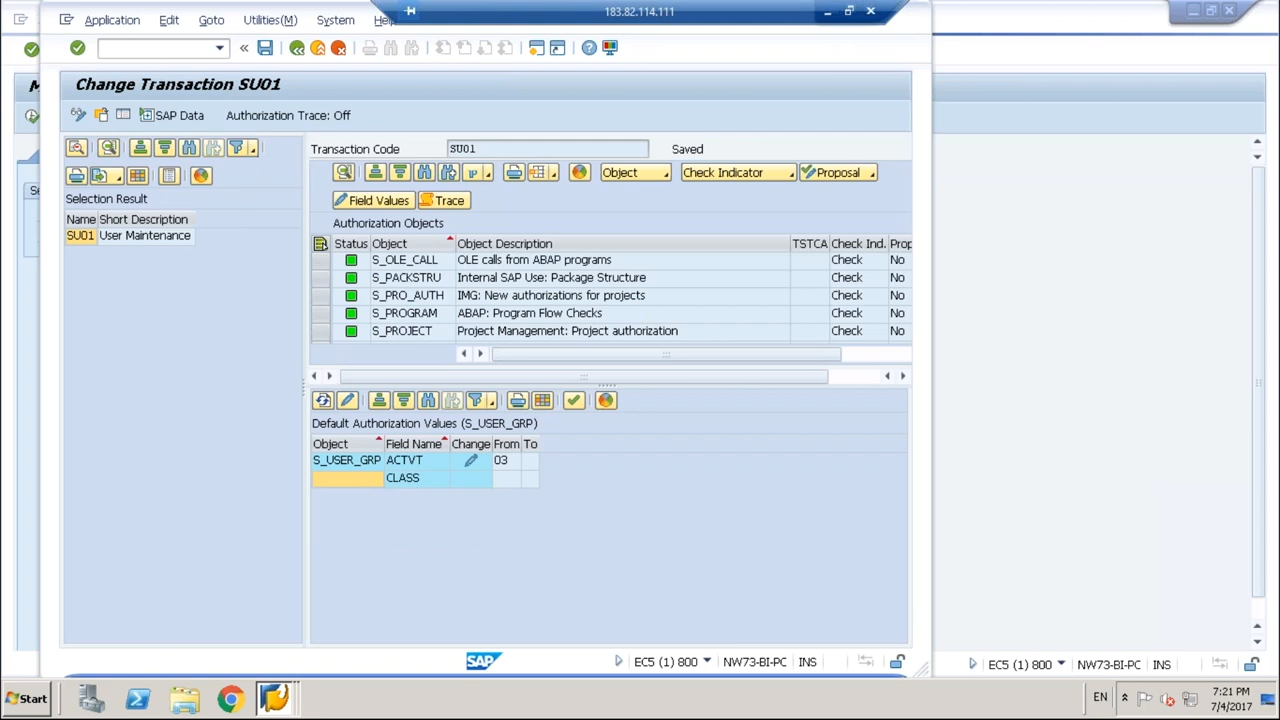 183.82.114.111
Application Edit Goto Utilities(M) System Help
Change Transaction SU01
SAP Data Authorization Trace: Off
Transaction Code SU01 Saved
Object Check Indicator Proposal
Field Values Trace
Selection Result
Name Short Description
SU01 User Maintenance
Authorization Objects
Status Object Object Description TSTCA Check Ind. Prop
S_OLE_CALL OLE calls from ABAP programs Check No
S_PACKSTRU Internal SAP Use: Package Structure Check No
S_PRO_AUTH IMG: New authorizations for projects Check No
S_PROGRAM ABAP: Program Flow Checks Check No
S_PROJECT Project Management: Project authorization Check No
Default Authorization Values (S_USER_GRP)
Object Field Name Change From To
S_USER_GRP ACTVT 03
CLASS
SAP EC5 (1) 800 NW73-BI-PC INS
EC5 (1) 800 NW73-BI-PC INS
Start EN 7:21 PM
7/4/2017